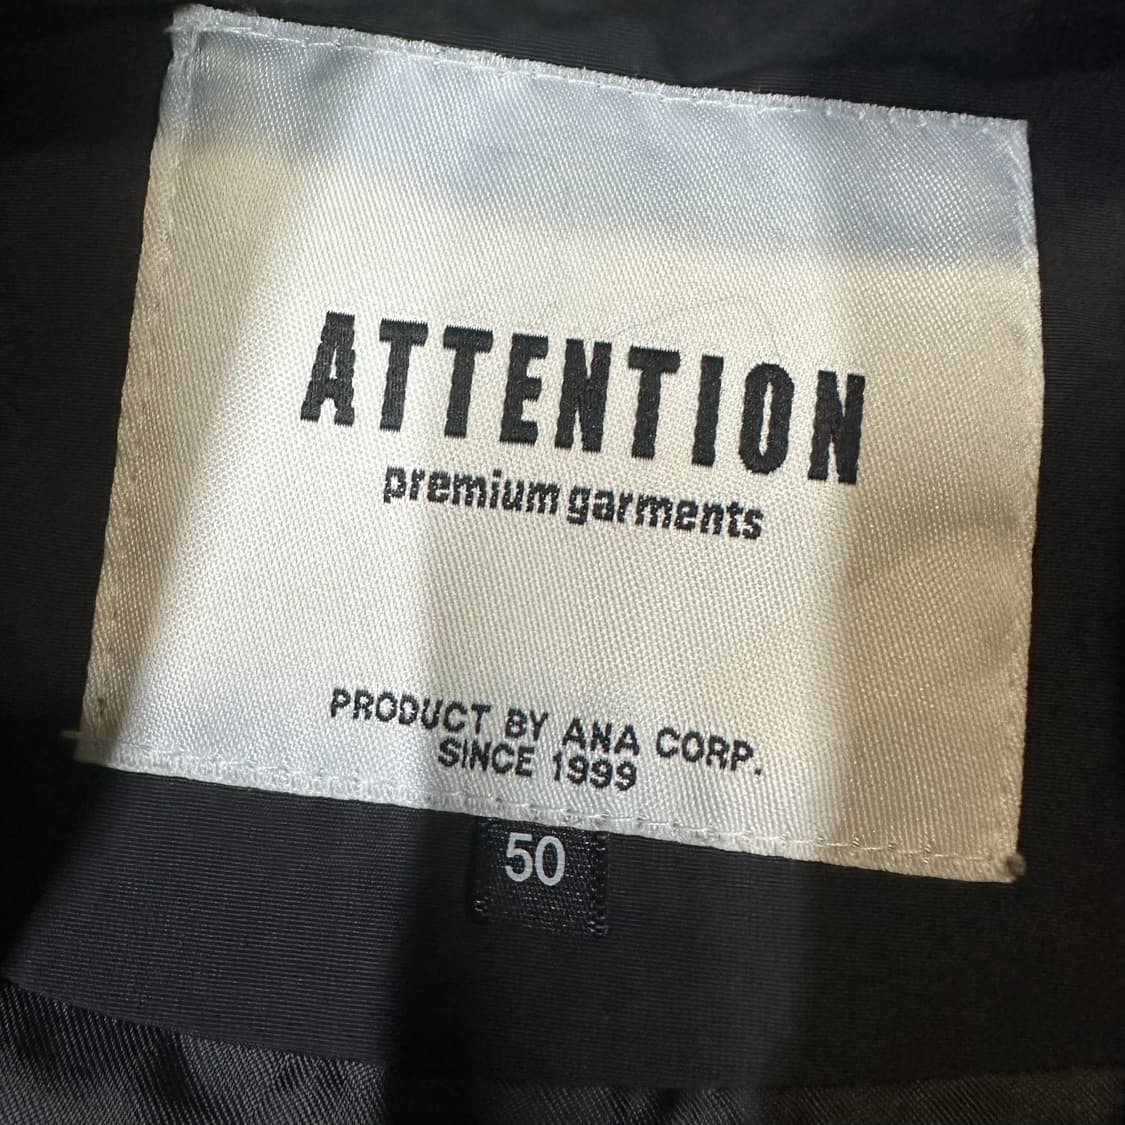 ATTENTION
premium garments
PRODUCT BY ANA CORP.
SINCE 1999
50